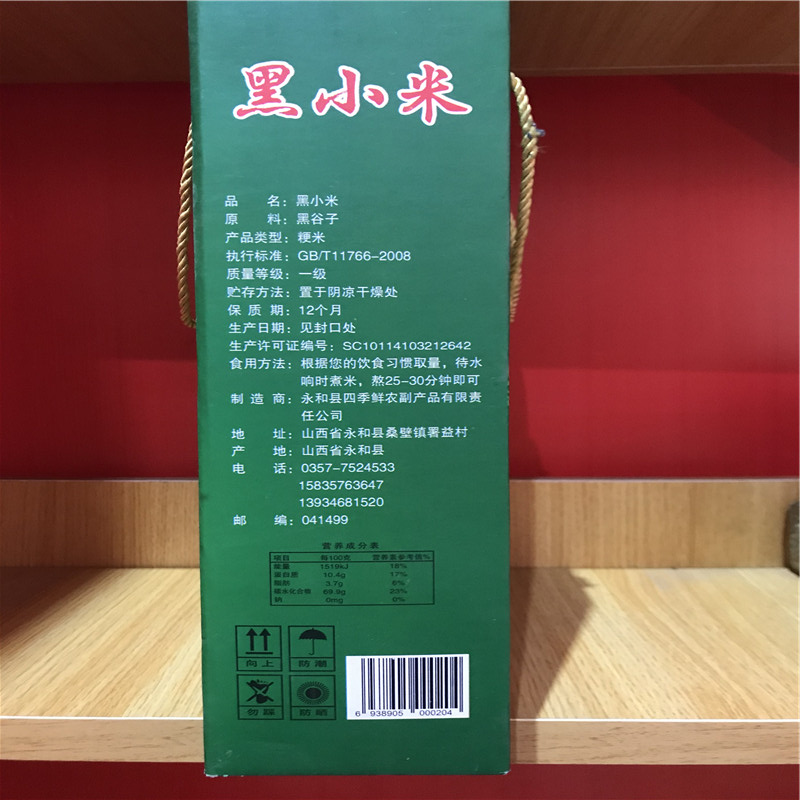 黑小米
品 名：黑小米
原 料：黑谷子
产品类型：粳米
执行标准：GB/T11766-2008
质量等级：一级
贮存方法：置于阴凉干燥处
保 质 期：12个月
生产日期：见封口处
生产许可证编号：SC10114103212642
食用方法：根据您的饮食习惯取量，待水
响时煮米，熬25-30分钟即可
制 造 商：永和县四季鲜农副产品有限责
任公司
地 址：山西省永和县桑壁镇署益村
产 地：山西省永和县
电 话：0357-7524533
15835763647
13934681520
邮 编：041499
营养成分表
项目 每100克 营养素参考值%
能量 1519kJ 18%
蛋白质 10.4g 17%
脂肪 3.7g 6%
碳水化合物 69.9g 23%
钠 0mg 0%
向上 防潮
勿踩 防晒
6 938905 000204